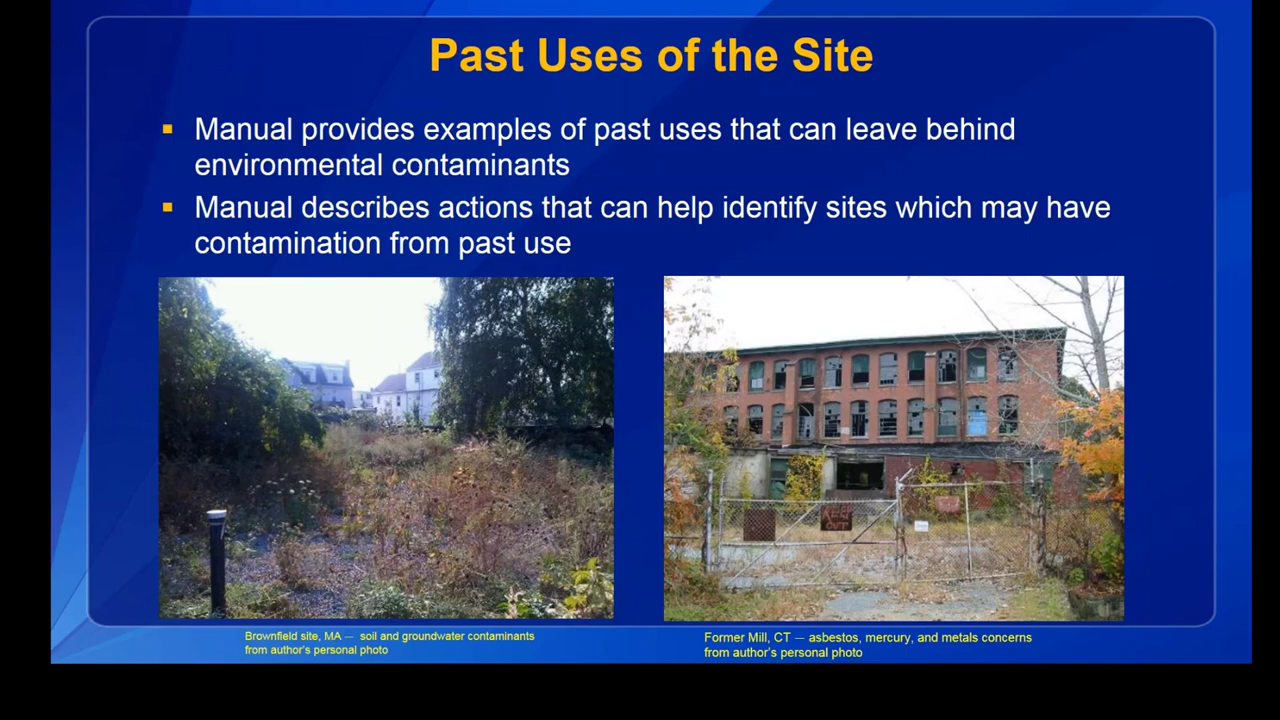 Past Uses of the Site
Manual provides examples of past uses that can leave behind
environmental contaminants
Manual describes actions that can help identify sites which may have
contamination from past use
KEEP
OUT
Brownfield site, MA — soil and groundwater contaminants
from author's personal photo
Former Mill, CT — asbestos, mercury, and metals concerns
from author's personal photo